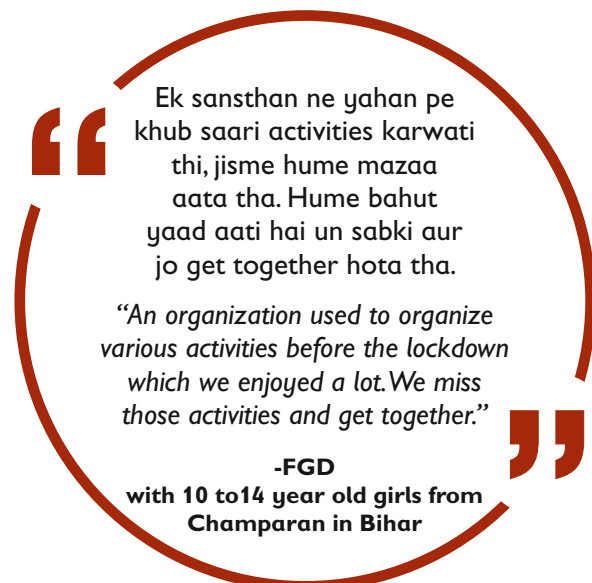 Ek sansthan ne yahan pe
khub saari activities karwati
thi, jisme hume mazaa
aata tha. Hume bahut
yaad aati hai un sabki aur
jo get together hota tha.
“An organization used to organize
various activities before the lockdown
which we enjoyed a lot. We miss
those activities and get together.”
-FGD
with 10 to14 year old girls from
Champaran in Bihar